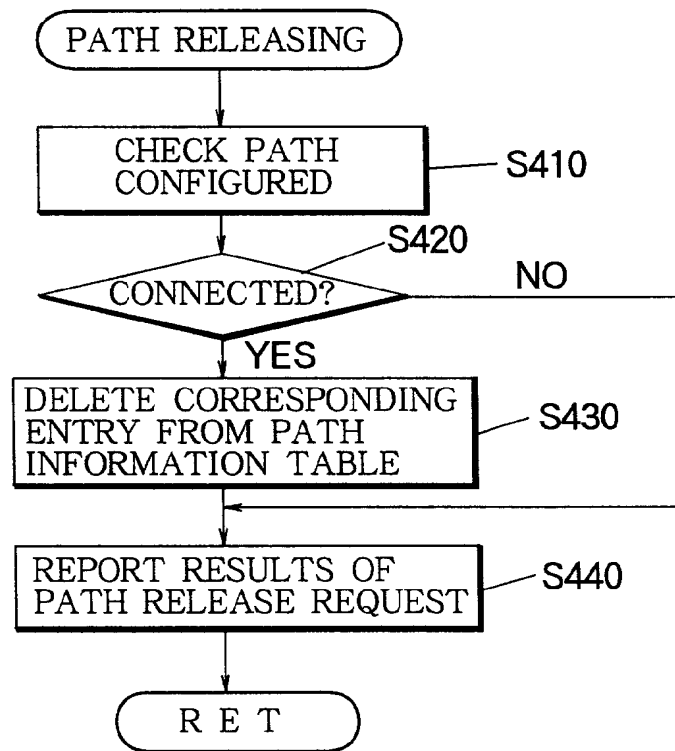 PATH RELEASING
CHECK PATH
CONFIGURED
S410
S420
CONNECTED?
NO
YES
DELETE CORRESPONDING
ENTRY FROM PATH
INFORMATION TABLE
S430
REPORT RESULTS OF
PATH RELEASE REQUEST
S440
R E T